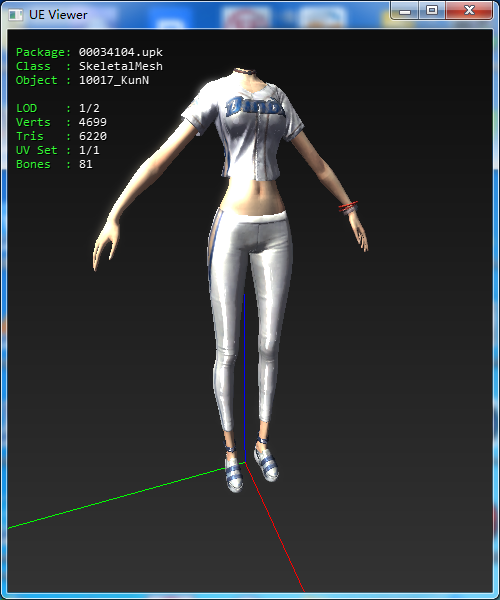 UE Viewer
Package: 00034104.upk
Class : SkeletalMesh
Object : 10017_KunN
LOD : 1/2
Verts : 4699
Tris : 6220
UV Set : 1/1
Bones : 81